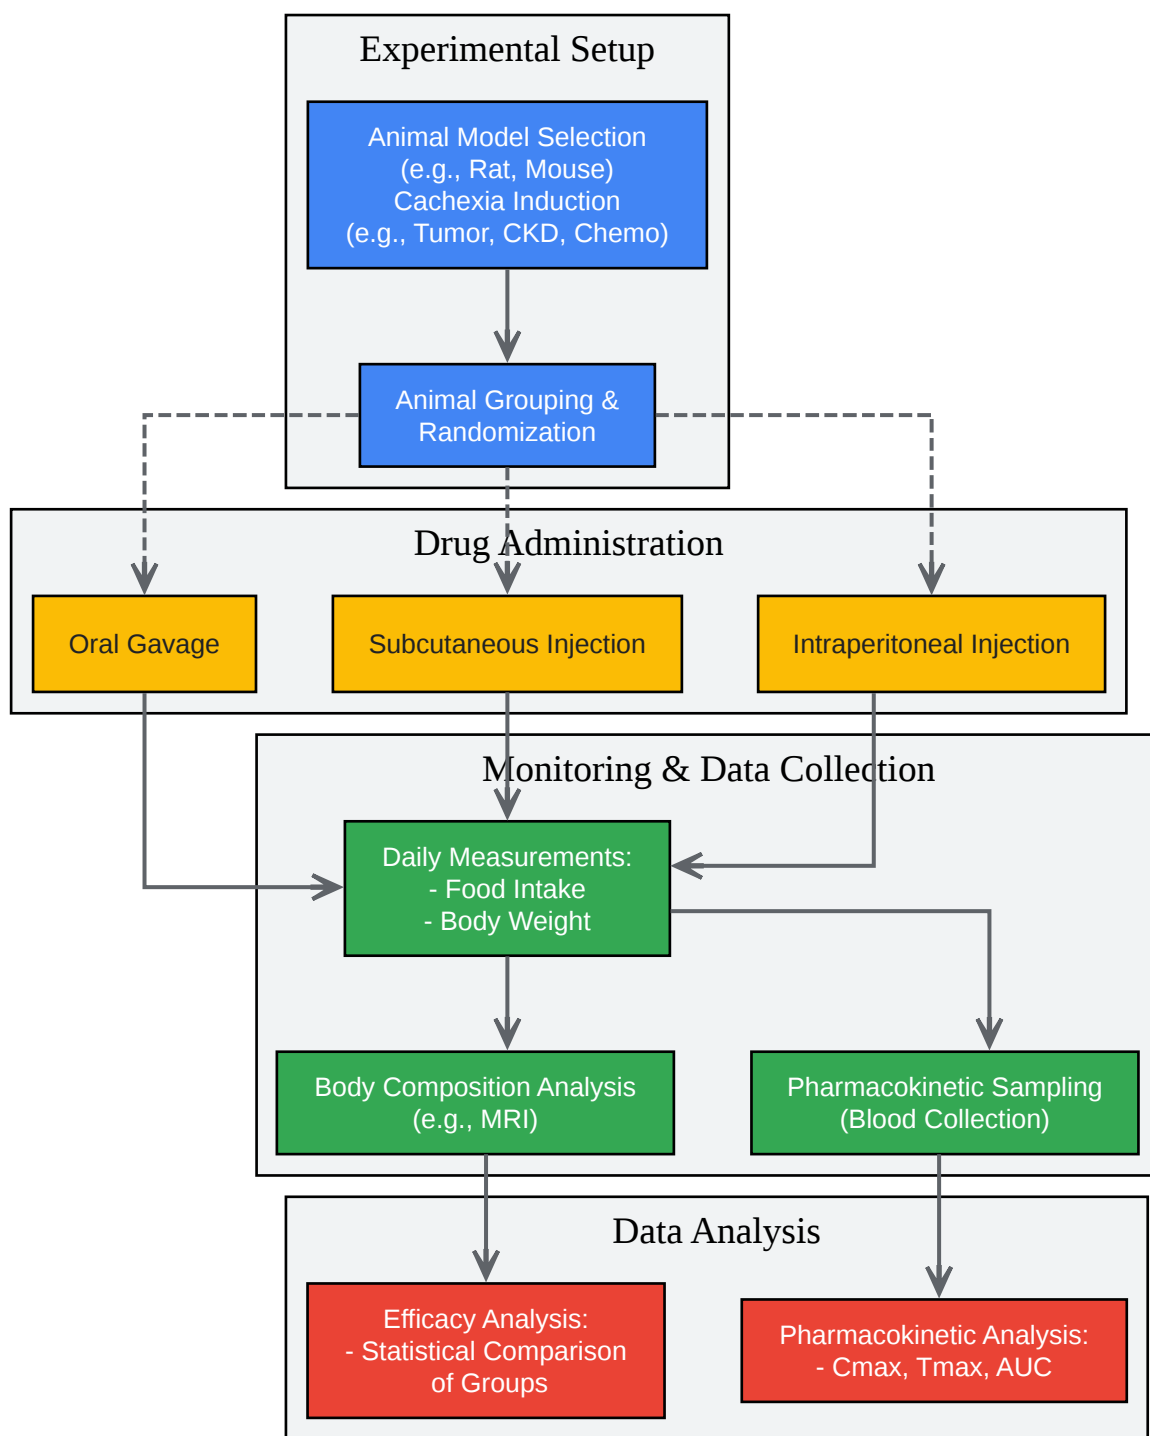 Experimental Setup
Animal Model Selection
(e.g., Rat, Mouse)
Cachexia Induction
(e.g., Tumor, CKD, Chemo)
Animal Grouping &
Randomization
Drug Administration
Oral Gavage
Subcutaneous Injection
Intraperitoneal Injection
Monitoring & Data Collection
Daily Measurements:
- Food Intake
- Body Weight
Body Composition Analysis
(e.g., MRI)
Pharmacokinetic Sampling
(Blood Collection)
Data Analysis
Efficacy Analysis:
- Statistical Comparison
of Groups
Pharmacokinetic Analysis:
- Cmax, Tmax, AUC